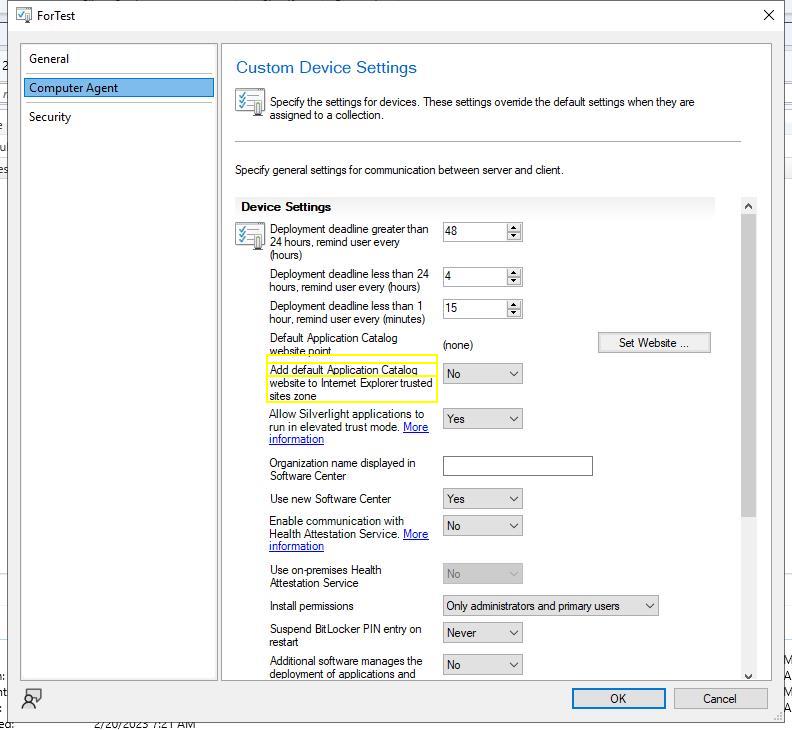 ForTest
General
Computer Agent
Security
Custom Device Settings
Specify the settings for devices. These settings override the default settings when they are
assigned to a collection.
Specify general settings for communication between server and client.
Device Settings
Deployment deadline greater than
24 hours, remind user every
(hours)
48
Deployment deadline less than 24
hours, remind user every (hours)
4
Deployment deadline less than 1
hour, remind user every (minutes)
15
Default Application Catalog
website point
(none)
Set Website ...
Add default Application Catalog
website to Internet Explorer trusted
sites zone
No
Allow Silverlight applications to
run in elevated trust mode. More
information
Yes
Organization name displayed in
Software Center
Use new Software Center
Yes
Enable communication with
Health Attestation Service. More
information
No
Use on-premises Health
Attestation Service
No
Install permissions
Only administrators and primary users
Suspend BitLocker PIN entry on
restart
Never
Additional software manages the
deployment of applications and
No
OK
Cancel
2/20/2023 7:21 AM